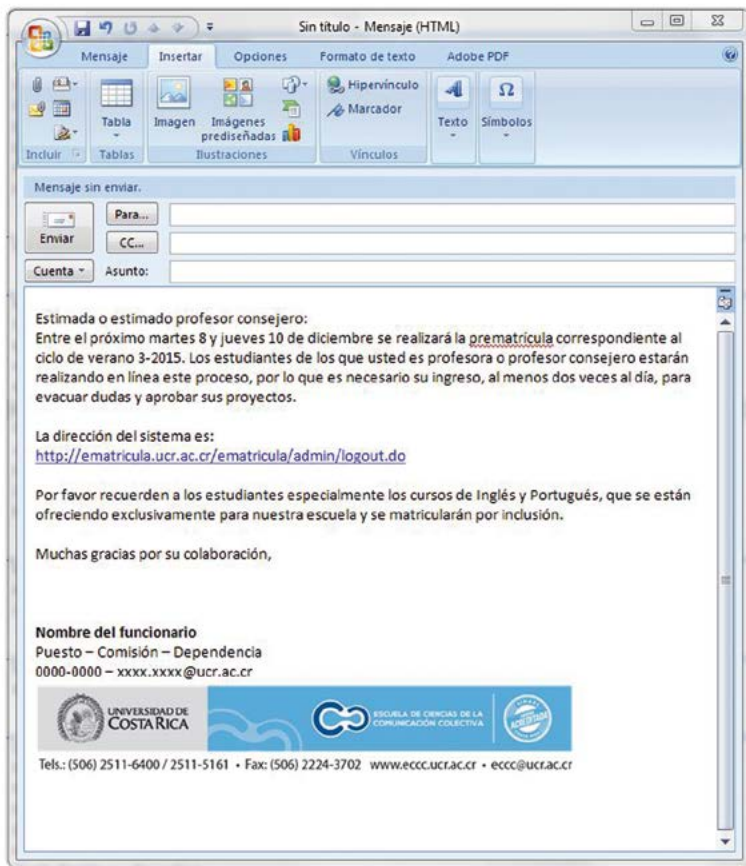 Sin título - Mensaje (HTML)
Mensaje Insertar Opciones Formato de texto Adobe PDF
Tabla
Imagen
Imágenes prediseñadas
Hipervínculo
Marcador
Texto
Símbolos
Incluir Tablas Ilustraciones Vínculos
Mensaje sin enviar.
Enviar
Para...
CC...
Cuenta
Asunto:
Estimada o estimado profesor consejero:
Entre el próximo martes 8 y jueves 10 de diciembre se realizará la prematrícula correspondiente al
ciclo de verano 3-2015. Los estudiantes de los que usted es profesora o profesor consejero estarán
realizando en línea este proceso, por lo que es necesario su ingreso, al menos dos veces al día, para
evacuar dudas y aprobar sus proyectos.
La dirección del sistema es:
http://ematricula.ucr.ac.cr/ematricula/admin/logout.do
Por favor recuerden a los estudiantes especialmente los cursos de Inglés y Portugués, que se están
ofreciendo exclusivamente para nuestra escuela y se matricularán por inclusión.
Muchas gracias por su colaboración,
Nombre del funcionario
Puesto – Comisión – Dependencia
0000-0000 – xxxx.xxxx@ucr.ac.cr
UNIVERSIDAD DE
COSTA RICA
ESCUELA DE CIENCIAS DE LA
COMUNICACIÓN COLECTIVA
ACREDITADA
Tels.: (506) 2511-6400 / 2511-5161 • Fax: (506) 2224-3702 www.eccc.ucr.ac.cr • eccc@ucr.ac.cr